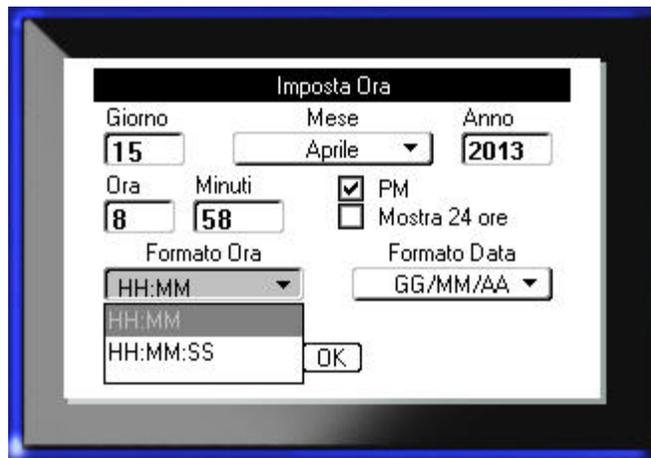 Imposta Ora
Giorno Mese Anno
15 Aprile 2013
Ora Minuti PM
8 58 Mostra 24 ore
Formato Ora Formato Data
HH:MM GG/MM/AA
HH:MM
HH:MM:SS
OK